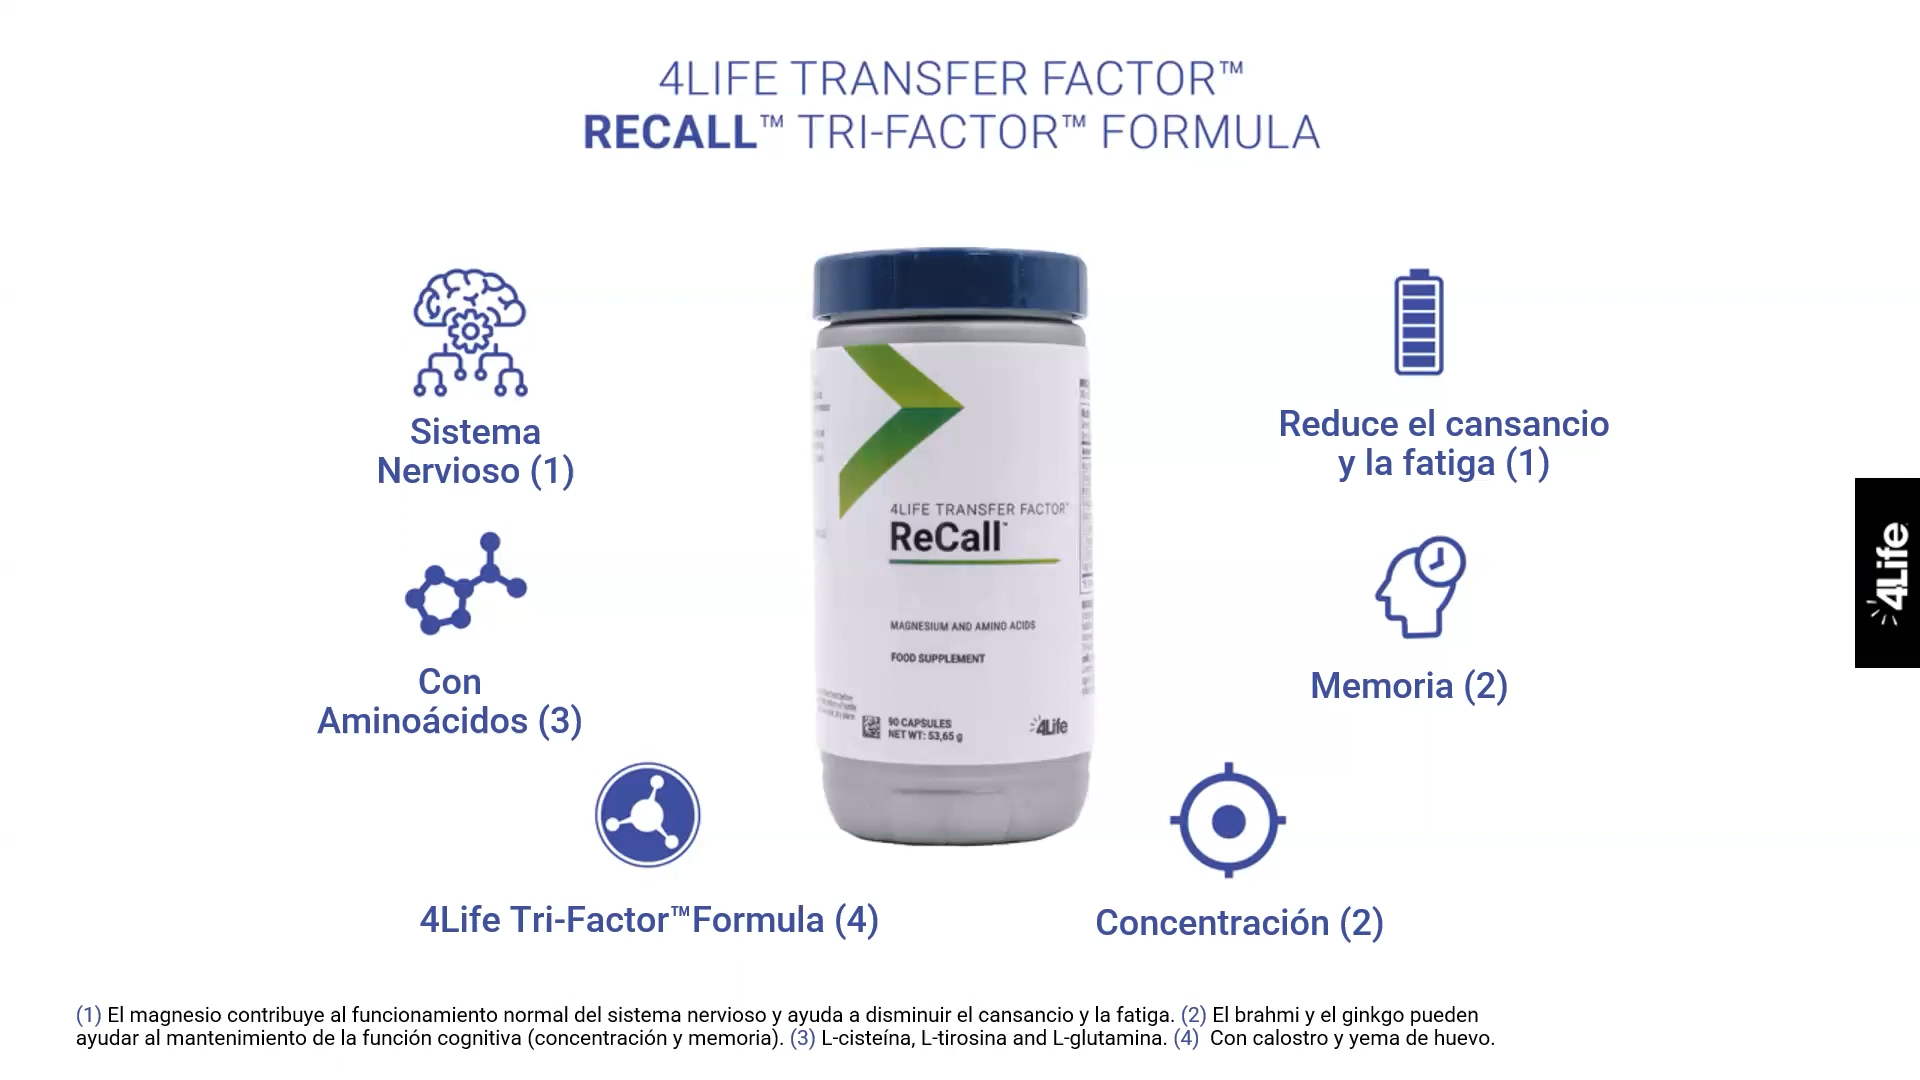 4LIFE TRANSFER FACTOR™
RECALL™ TRI-FACTOR™ FORMULA
Sistema
Nervioso (1)
Con
Aminoácidos (3)
4Life Tri-Factor™Formula (4)
4LIFE TRANSFER FACTOR™
ReCall™
MAGNESIUM AND AMINO ACIDS
FOOD SUPPLEMENT
90 CAPSULES
NET WT: 53,65 g
4Life
Reduce el cansancio
y la fatiga (1)
Memoria (2)
Concentración (2)
4Life
(1) El magnesio contribuye al funcionamiento normal del sistema nervioso y ayuda a disminuir el cansancio y la fatiga. (2) El brahmi y el ginkgo pueden
ayudar al mantenimiento de la función cognitiva (concentración y memoria). (3) L-cisteína, L-tirosina and L-glutamina. (4) Con calostro y yema de huevo.